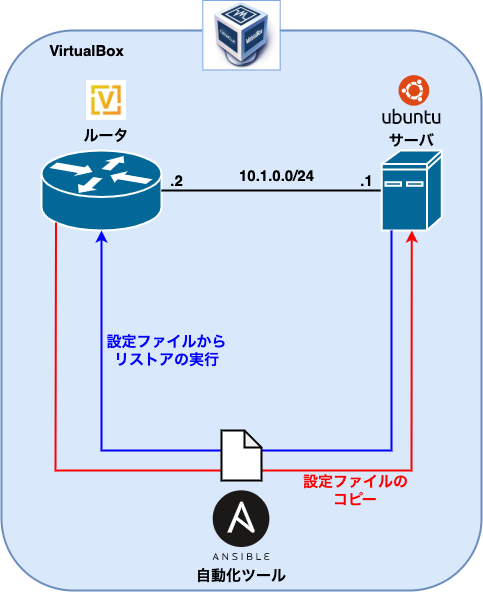 VirtualBox
ORACLE
VirtualBox
V
ルータ
ubuntu
サーバ
.2
10.1.0.0/24
.1
設定ファイルから
リストアの実行
設定ファイルの
コピー
ANSIBLE
自動化ツール